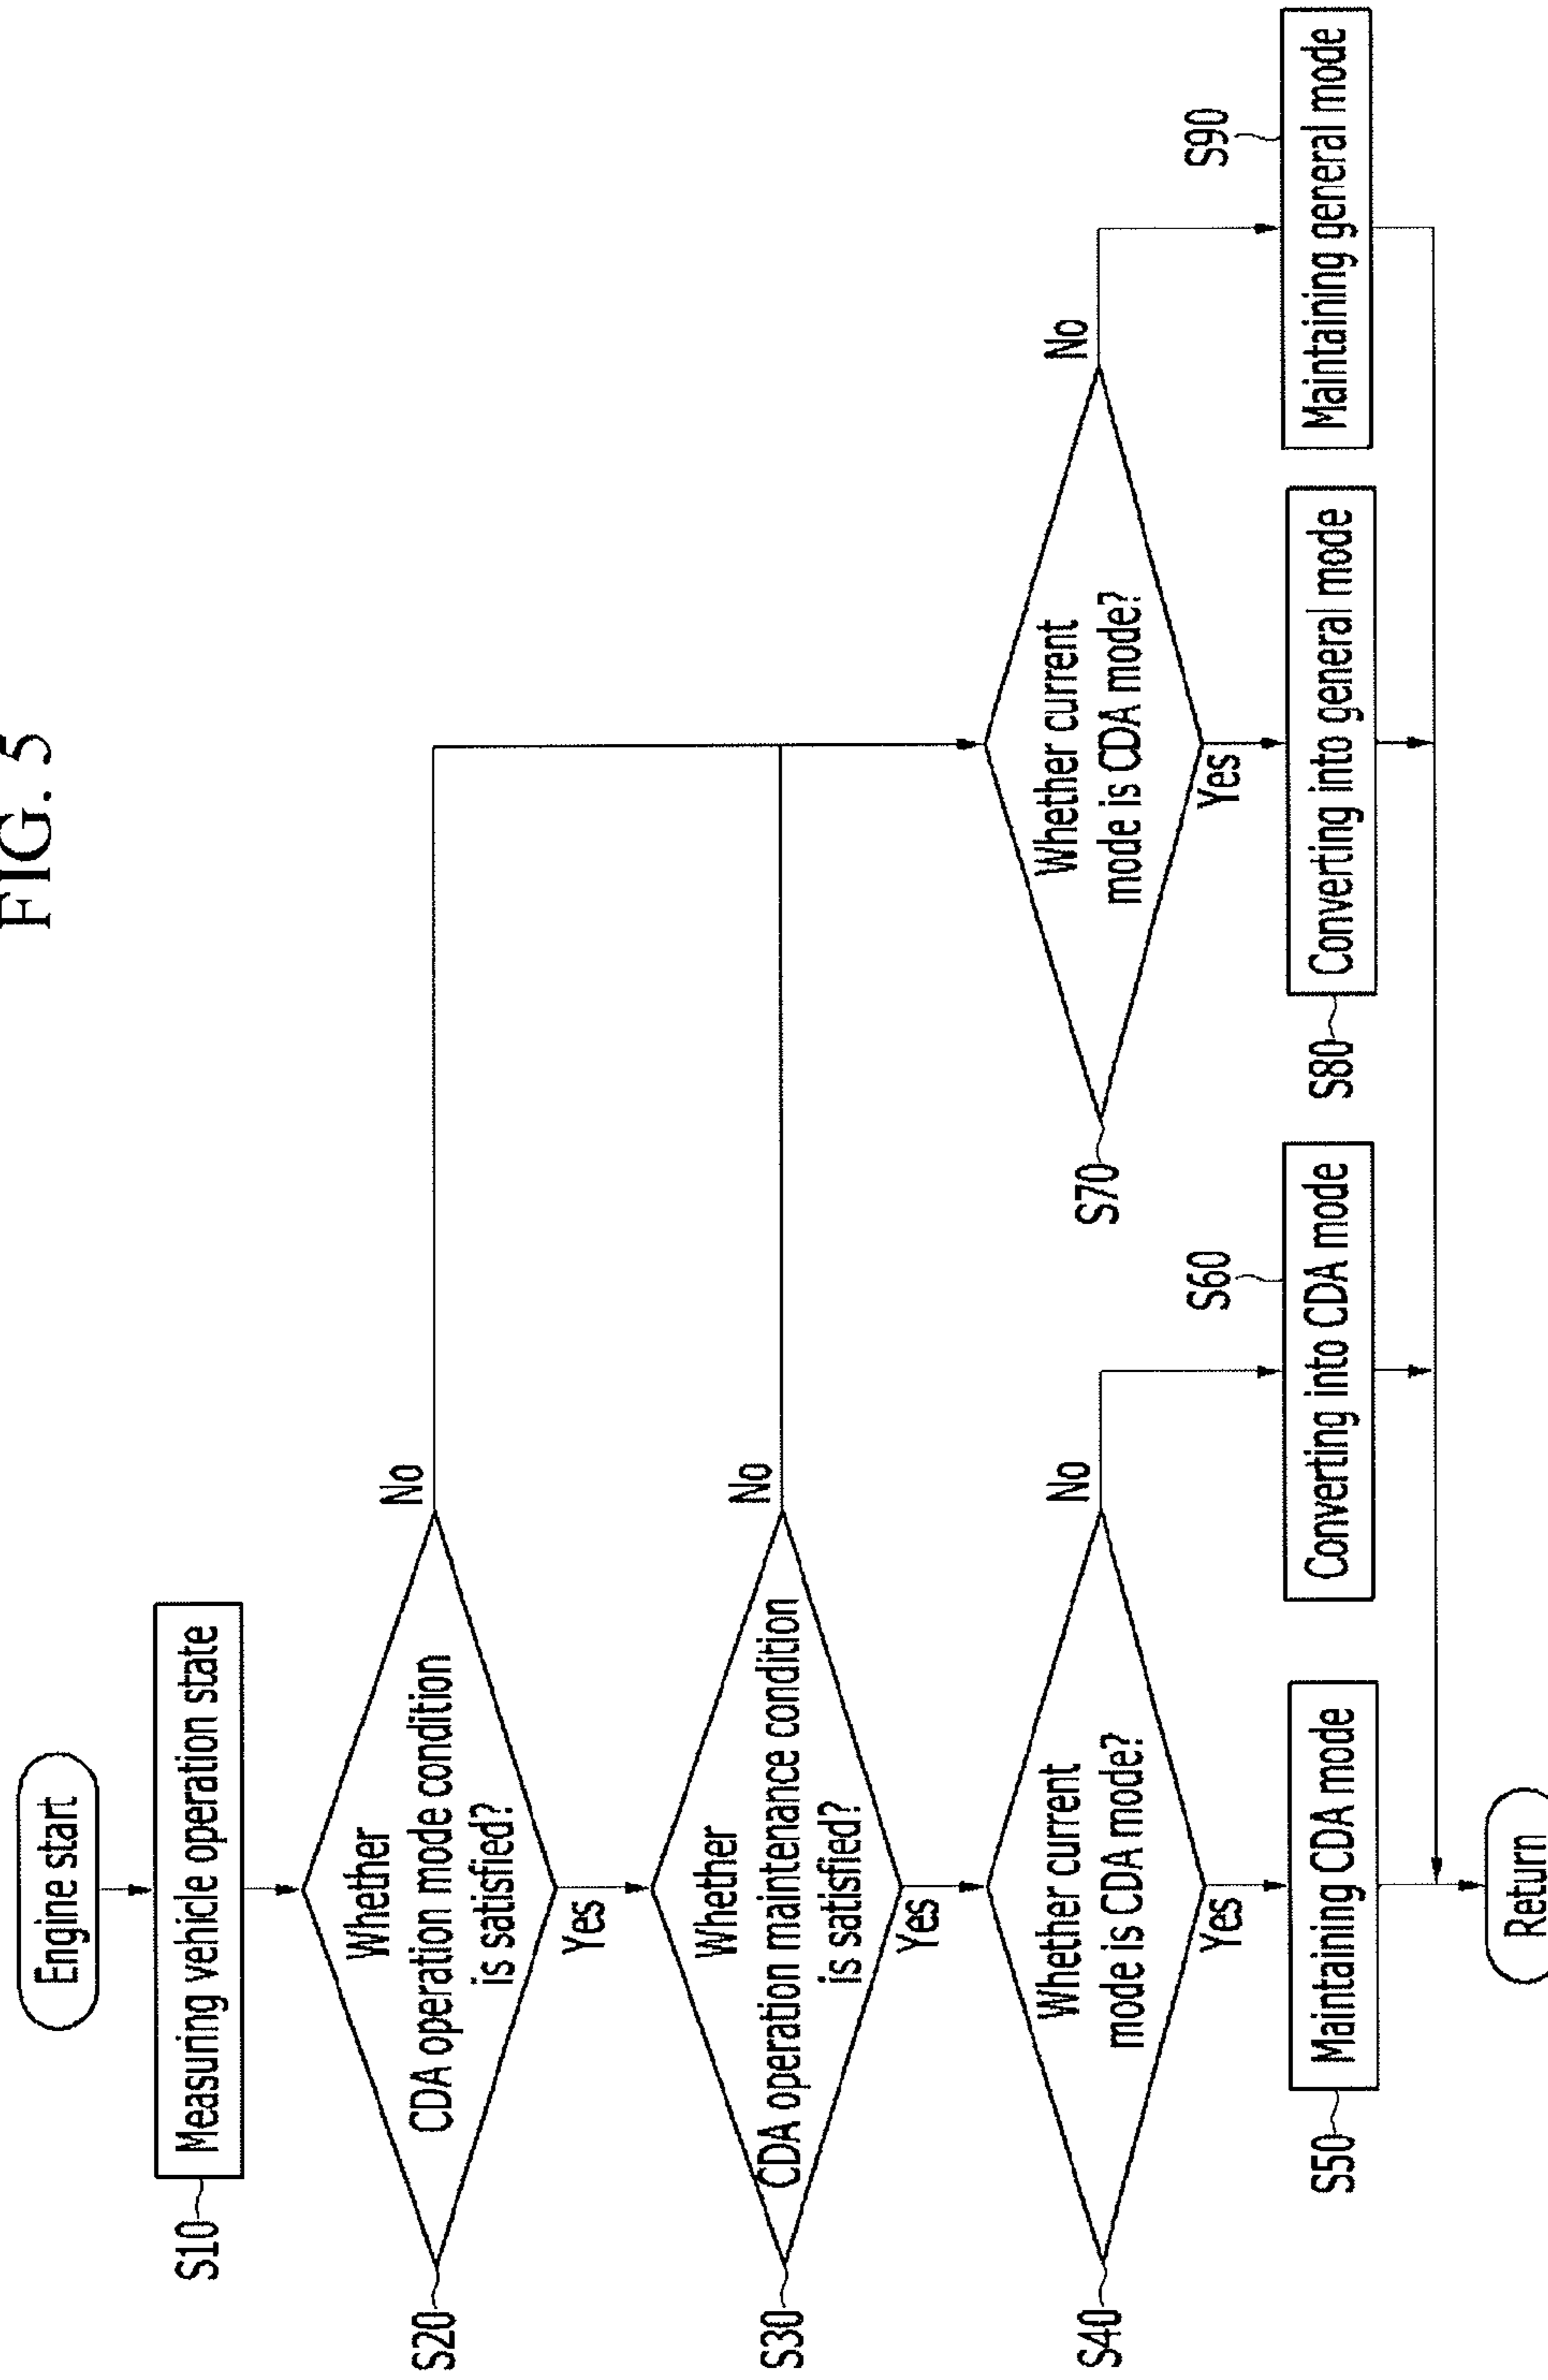 FIG. 5
Engine start
S10
Measuring vehicle operation state
S20
Whether
CDA operation mode condition
is satisfied?
No
Yes
S30
Whether
CDA operation maintenance condition
is satisfied?
No
Yes
S40
Whether current
mode is CDA mode?
No
Yes
S70
Whether current
mode is CDA mode?
No
Yes
S50
Maintaining CDA mode
S60
Converting into CDA mode
S80
Converting into general mode
S90
Maintaining general mode
Return